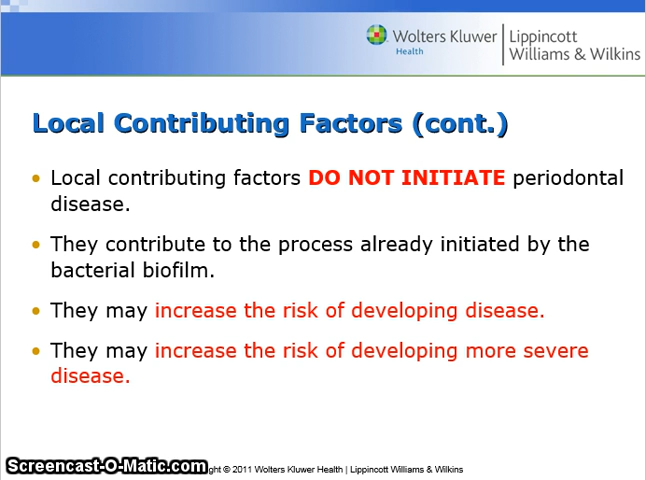 Wolters Kluwer
Health
Lippincott
Williams & Wilkins
Local Contributing Factors (cont.)
• Local contributing factors DO NOT INITIATE periodontal
disease.
• They contribute to the process already initiated by the
bacterial biofilm.
• They may increase the risk of developing disease.
• They may increase the risk of developing more severe
disease.
Screencast-O-Matic.com
© 2011 Wolters Kluwer Health | Lippincott Williams & Wilkins